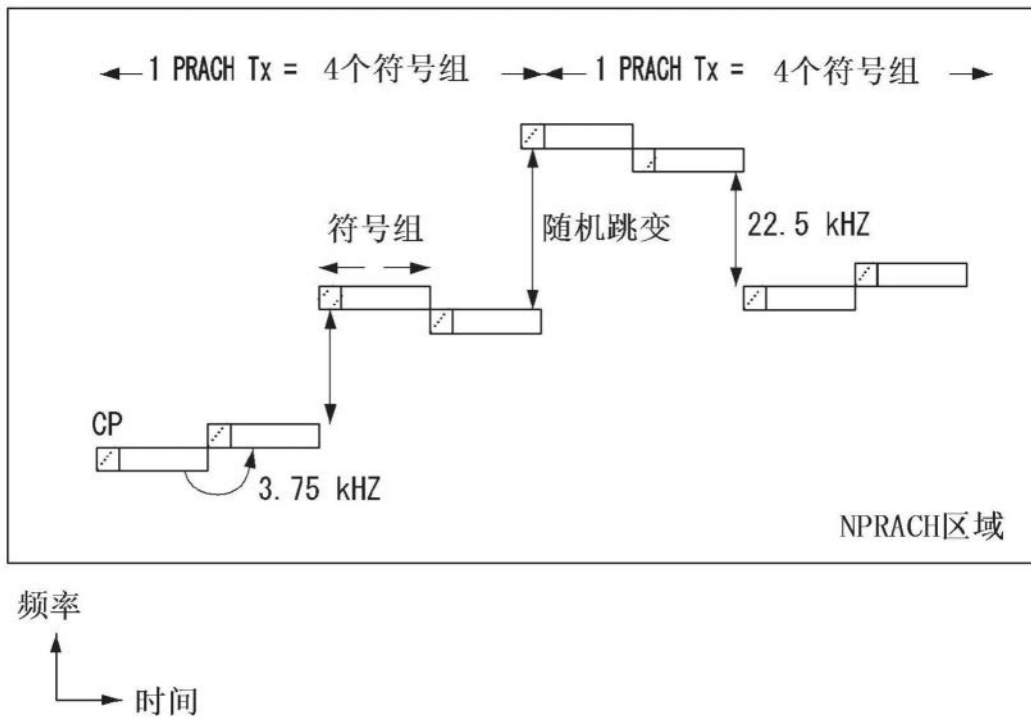 1 PRACH Tx = 4个符号组 1 PRACH Tx = 4个符号组
符号组 随机跳变 22.5 kHZ
CP
3.75 kHZ
NPRACH区域
频率
时间